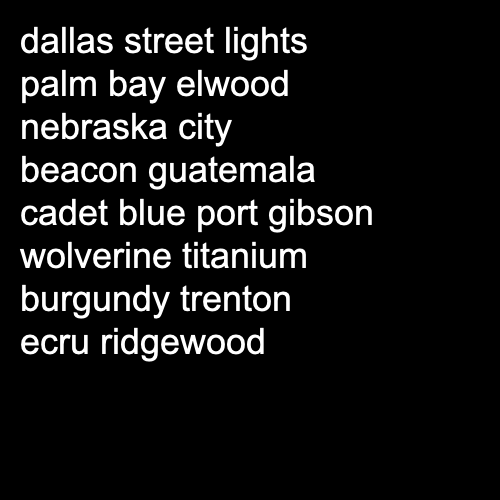 dallas street lights
palm bay elwood
nebraska city
beacon guatemala
cadet blue port gibson
wolverine titanium
burgundy trenton
ecru ridgewood